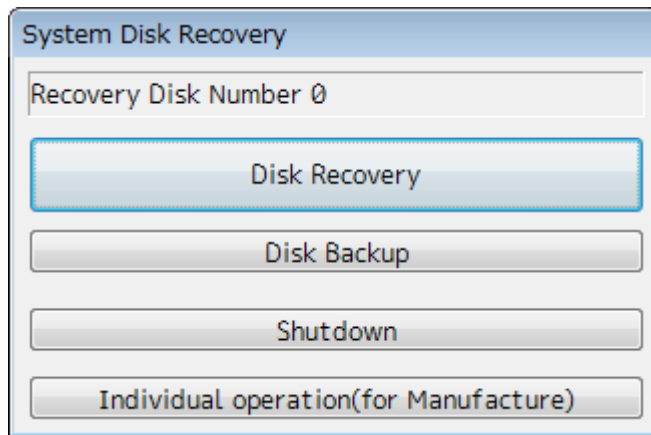 System Disk Recovery
Recovery Disk Number 0
Disk Recovery
Disk Backup
Shutdown
Individual operation(for Manufacture)